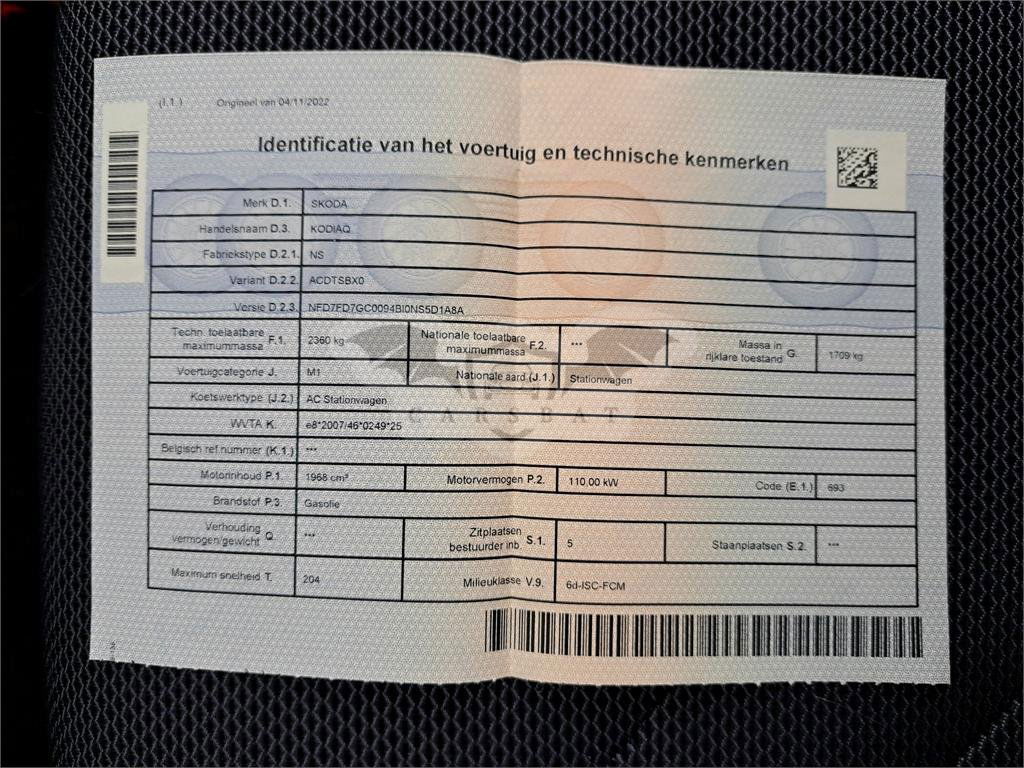 (I.1.) Origineel van 04/11/2022
Identificatie van het voertuig en technische kenmerken
Merk D.1. SKODA
Handelsnaam D.3. KODIAQ
Fabriekstype D.2.1. NS
Variant D.2.2. ACDTSBX0
Versie D.2.3. NFD7FD7GC0094BI0NS5D1A8A
Techn. toelaatbare maximummassa F.1. 2360 kg Nationale toelaatbare maximummassa F.2. *** Massa in rijklare toestand G. 1709 kg
Voertuigcategorie J. M1 Nationale aard (J.1.) Stationwagen
Koetswerktype (J.2.) AC Stationwagen
CARSBAT
WVTA K. e8*2007/46*0249*25
Belgisch ref.nummer (K.1.) ***
Motorinhoud P.1. 1968 cm³ Motorvermogen P.2. 110,00 kW Code (E.1.) 693
Brandstof P.3. Gasolie
Verhouding vermogen/gewicht Q. *** Zitplaatsen bestuurder inb. S.1. 5 Staanplaatsen S.2. ***
Maximum snelheid T. 204 Milieuklasse V.9. 6d-ISC-FCM